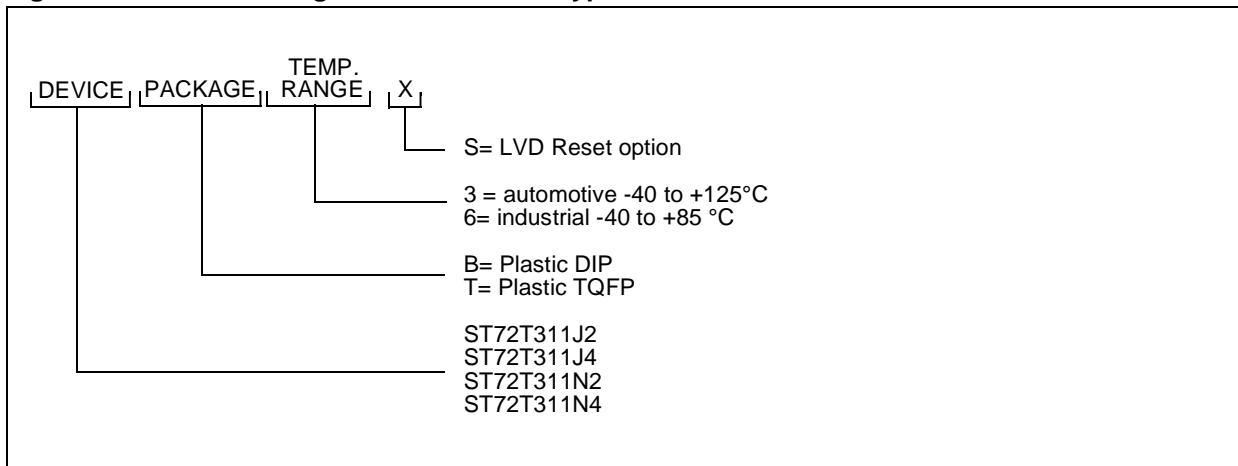 TEMP.
DEVICE PACKAGE RANGE X
S= LVD Reset option
3 = automotive -40 to +125°C
6= industrial -40 to +85 °C
B= Plastic DIP
T= Plastic TQFP
ST72T311J2
ST72T311J4
ST72T311N2
ST72T311N4